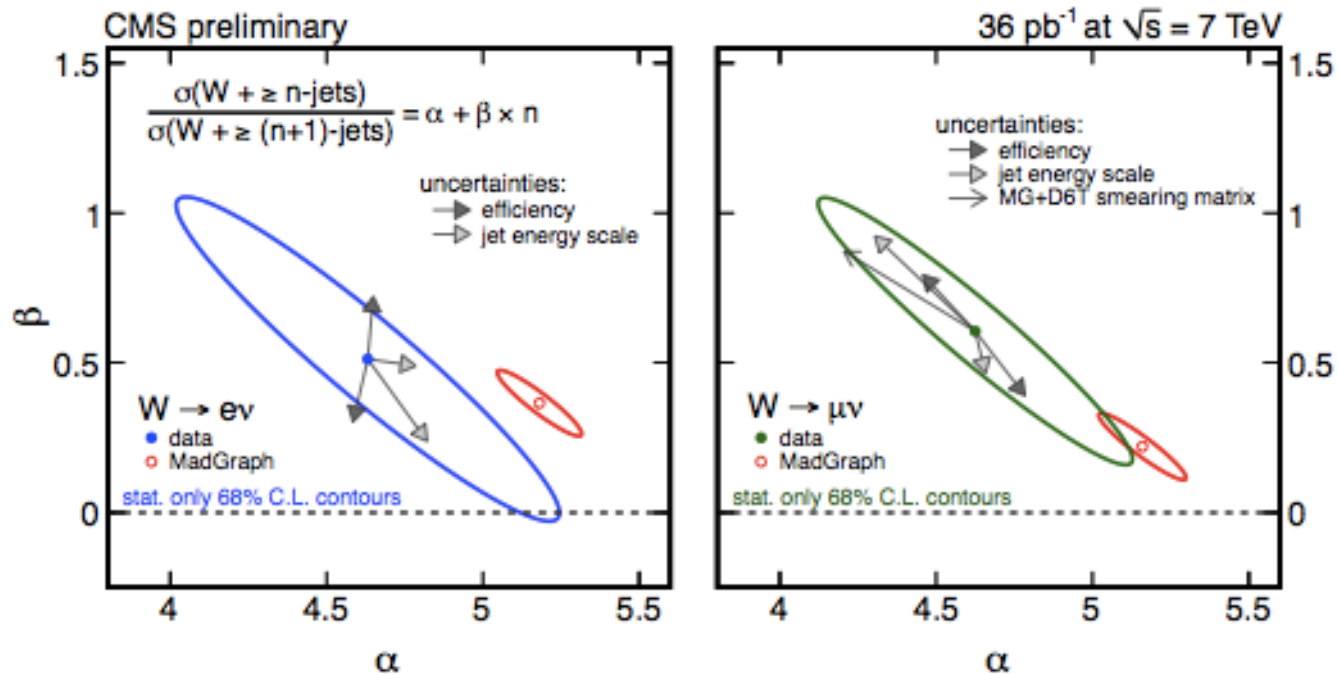 CMS preliminary
36 pb⁻¹ at √s = 7 TeV
1.5
1
0.5
0
σ(W + ≥ n-jets)
σ(W + ≥ (n+1)-jets)
= α + β × n
uncertainties:
efficiency
jet energy scale
β
W → eν
data
MadGraph
stat. only 68% C.L. contours
4
4.5
5
5.5
α
uncertainties:
efficiency
jet energy scale
MG+D6T smearing matrix
W → μν
data
MadGraph
stat. only 68% C.L. contours
1.5
1
0.5
0
4
4.5
5
5.5
α